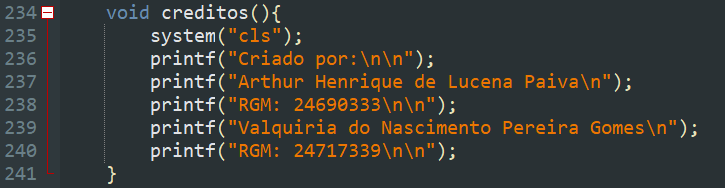 234 void creditos(){
235 system("cls");
236 printf("Criado por:\n\n");
237 printf("Arthur Henrique de Lucena Paiva\n");
238 printf("RGM: 24690333\n\n");
239 printf("Valquiria do Nascimento Pereira Gomes\n");
240 printf("RGM: 24717339\n\n");
241 }